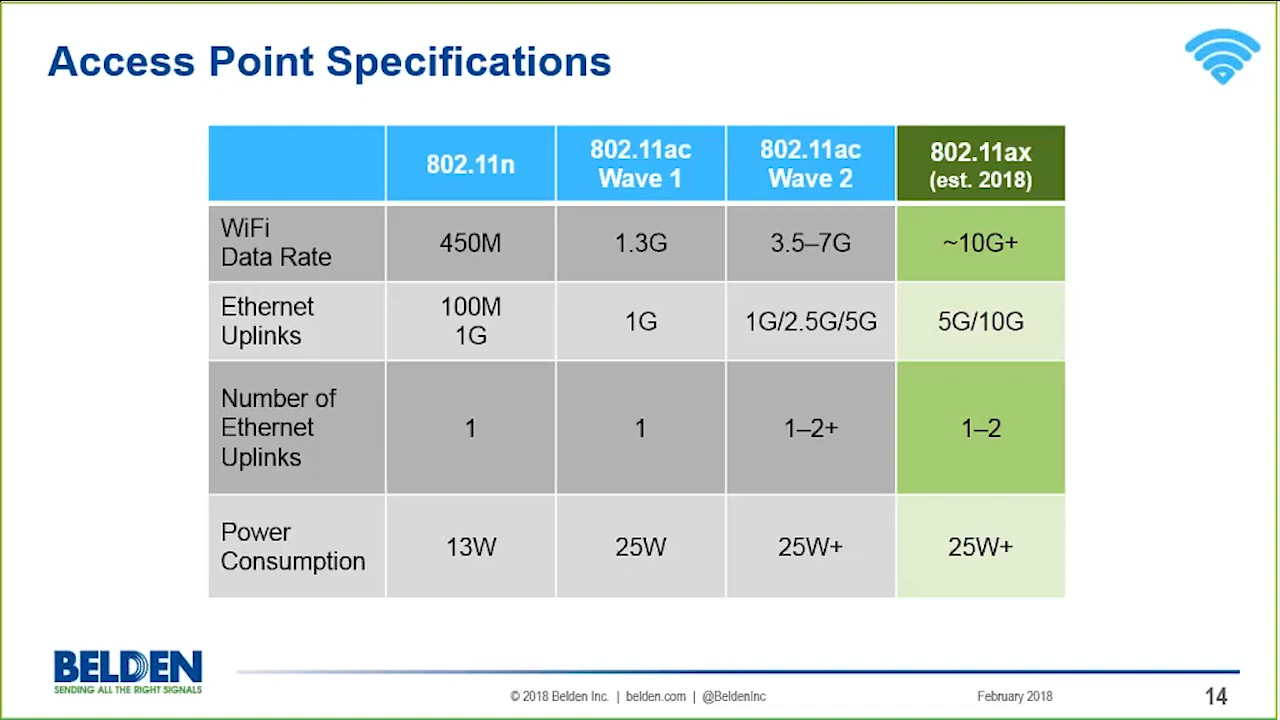 Access Point Specifications
802.11n
802.11ac
Wave 1
802.11ac
Wave 2
802.11ax
(est. 2018)
WiFi
Data Rate
450M
1.3G
3.5–7G
~10G+
Ethernet
Uplinks
100M
1G
1G
1G/2.5G/5G
5G/10G
Number of
Ethernet
Uplinks
1
1
1–2+
1–2
Power
Consumption
13W
25W
25W+
25W+
BELDEN
SENDING ALL THE RIGHT SIGNALS
© 2018 Belden Inc. | belden.com | @BeldenInc
February 2018
14